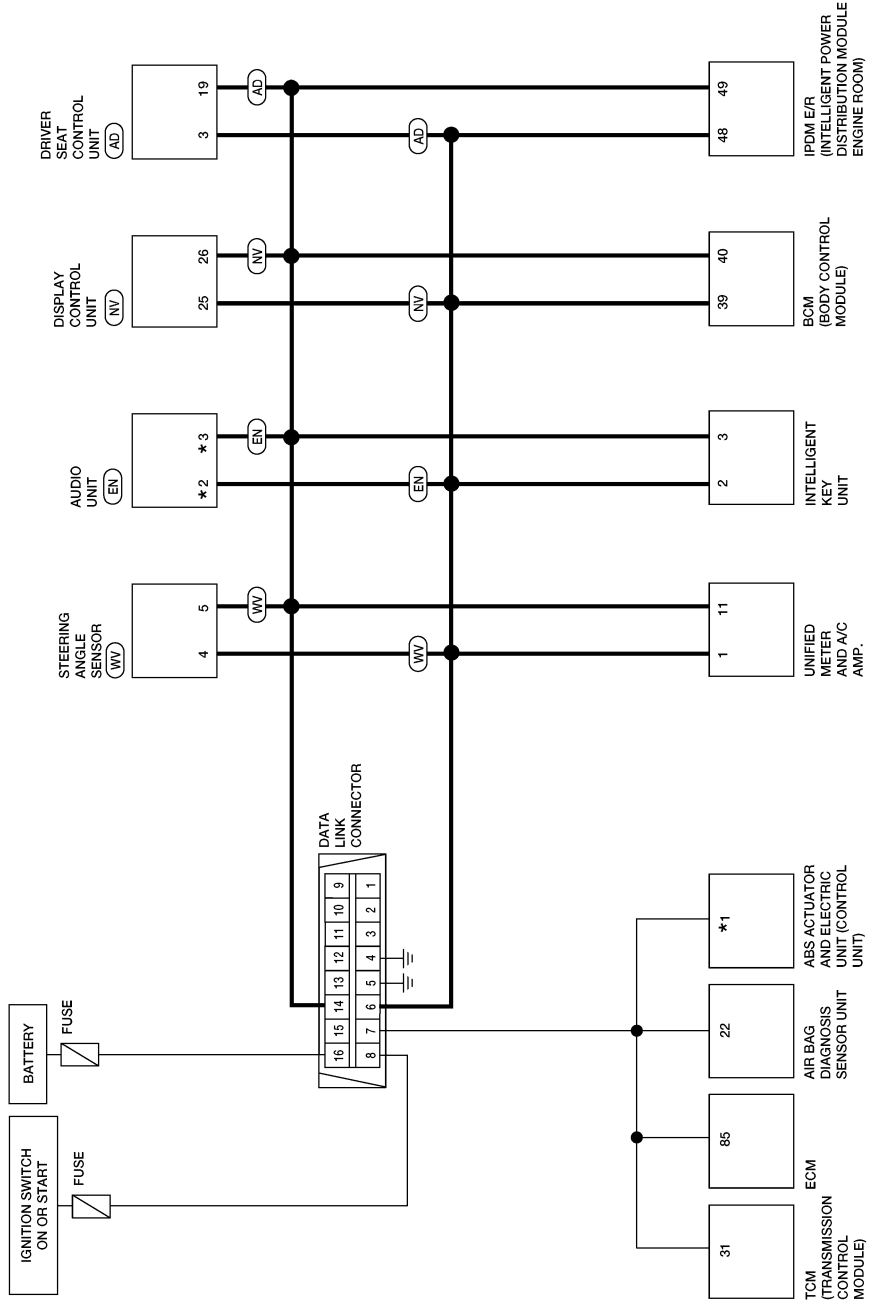 IGNITION SWITCH
ON OR START
FUSE
BATTERY
FUSE
DATA
LINK
CONNECTOR
16 15 14 13 12 11 10 9
8 7 6 5 4 3 2 1
STEERING
ANGLE
SENSOR
WV
4 5
WV
WV
AUDIO
UNIT
EN
*2 *3
EN
EN
DISPLAY
CONTROL
UNIT
NV
25 26
NV
NV
DRIVER
SEAT
CONTROL
UNIT
AD
3 19
AD
AD
31
TCM
(TRANSMISSION
CONTROL
MODULE)
85
ECM
22
AIR BAG
DIAGNOSIS
SENSOR UNIT
*1
ABS ACTUATOR
AND ELECTRIC
UNIT (CONTROL
UNIT)
1 11
UNIFIED
METER
AND A/C
AMP.
2 3
INTELLIGENT
KEY
UNIT
39 40
BCM
(BODY CONTROL
MODULE)
48 49
IPDM E/R
(INTELLIGENT POWER
DISTRIBUTION MODULE
ENGINE ROOM)